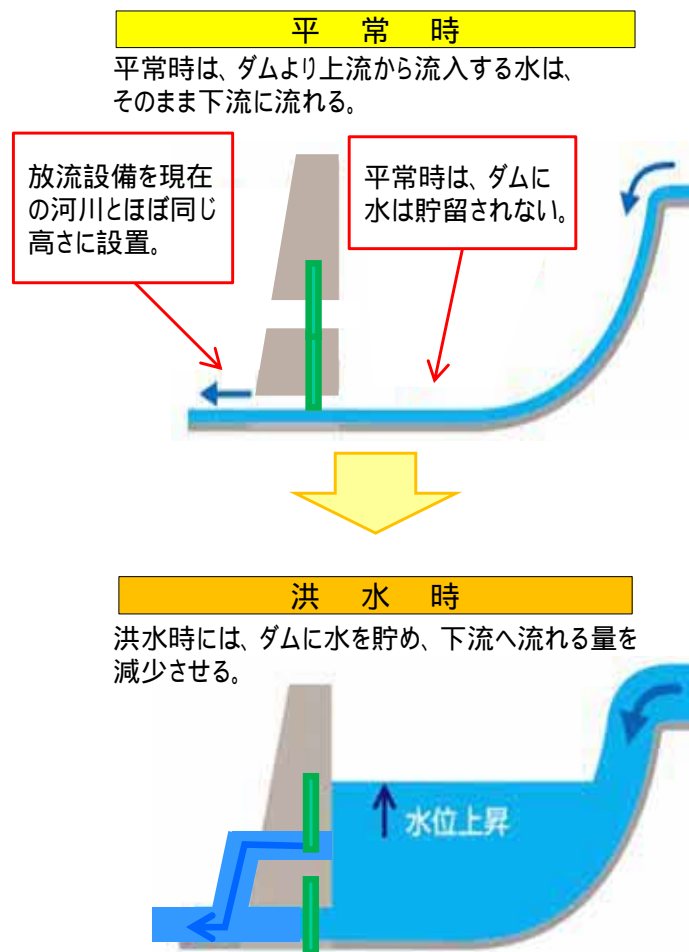 平常時
平常時は、ダムより上流から流入する水は、
そのまま下流に流れる。
放流設備を現在
の河川とほぼ同じ
高さに設置。
平常時は、ダムに
水は貯留されない。
洪水時
洪水時には、ダムに水を貯め、下流へ流れる量を
減少させる。
水位上昇